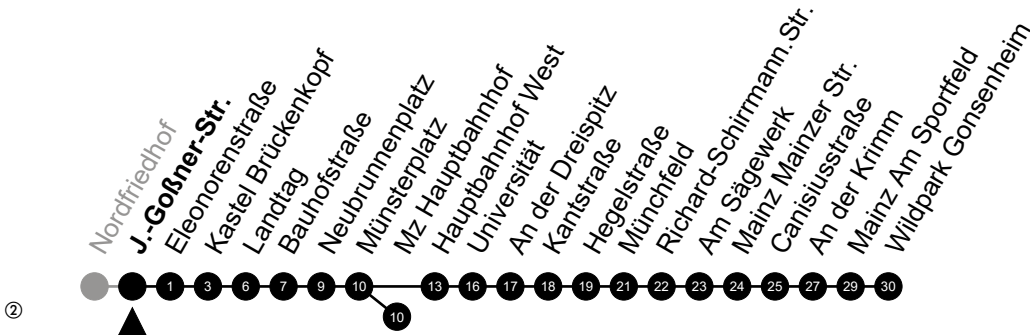 Nordfriedhof
J.-Goßner-Str.
Eleonorenstraße
Kastel Brückenkopf
Landtag
Bauhofstraße
Neubrunnenplatz
Münsterplatz
Mz Hauptbahnhof
Hauptbahnhof West
Universität
An der Dreispitz
Kantstraße
Hegelstraße
Münchfeld
Richard-Schirrmann.Str.
Am Sägewerk
Mainz Mainzer Str.
Canisiusstraße
An der Krimm
Mainz Am Sportfeld
Wildpark Gonsenheim
1 3 6 7 9 10 13 16 17 18 19 21 22 23 24 25 27 29 30
10
②